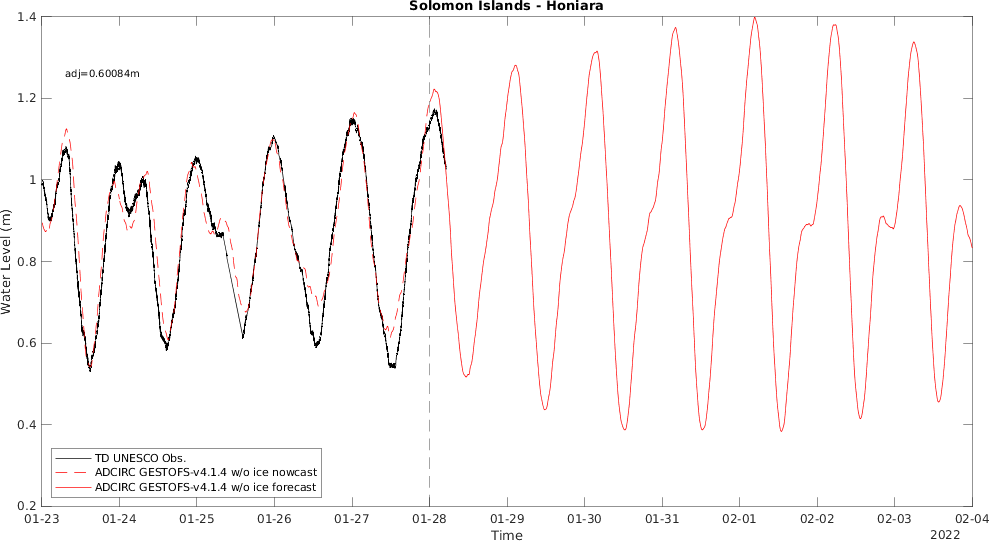 Solomon Islands - Honiara
adj=0.60084m
1.4
1.2
1
0.8
0.6
0.4
0.2
Water Level (m)
TD UNESCO Obs.
ADCIRC GESTOFS-v4.1.4 w/o ice nowcast
ADCIRC GESTOFS-v4.1.4 w/o ice forecast
01-23 01-24 01-25 01-26 01-27 01-28 01-29 01-30 01-31 02-01 02-02 02-03 02-04
Time
2022